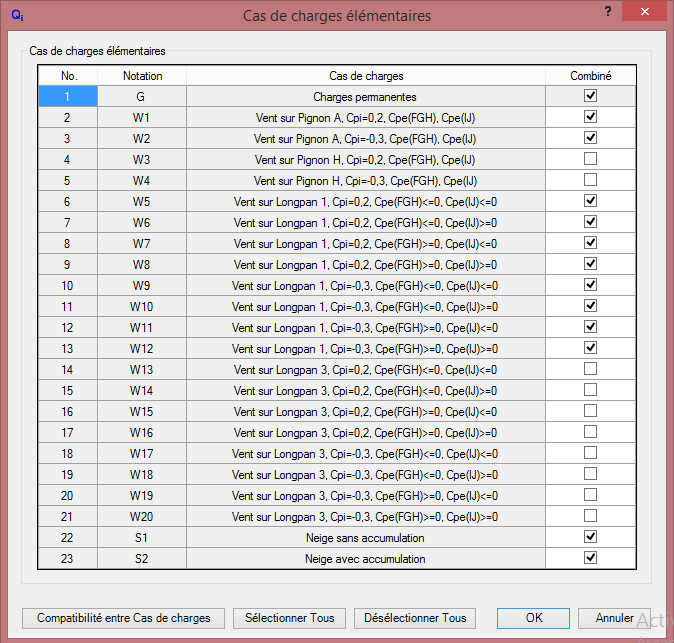 Qi Cas de charges élémentaires ?
Cas de charges élémentaires
No. Notation Cas de charges Combiné
1 G Charges permanentes
2 W1 Vent sur Pignon A, Cpi=0,2, Cpe(FGH), Cpe(IJ)
3 W2 Vent sur Pignon A, Cpi=-0,3, Cpe(FGH), Cpe(IJ)
4 W3 Vent sur Pignon H, Cpi=0,2, Cpe(FGH), Cpe(IJ)
5 W4 Vent sur Pignon H, Cpi=-0,3, Cpe(FGH), Cpe(IJ)
6 W5 Vent sur Longpan 1, Cpi=0,2, Cpe(FGH)<=0, Cpe(IJ)<=0
7 W6 Vent sur Longpan 1, Cpi=0,2, Cpe(FGH)<=0, Cpe(IJ)>=0
8 W7 Vent sur Longpan 1, Cpi=0,2, Cpe(FGH)>=0, Cpe(IJ)<=0
9 W8 Vent sur Longpan 1, Cpi=0,2, Cpe(FGH)>=0, Cpe(IJ)>=0
10 W9 Vent sur Longpan 1, Cpi=-0,3, Cpe(FGH)<=0, Cpe(IJ)<=0
11 W10 Vent sur Longpan 1, Cpi=-0,3, Cpe(FGH)<=0, Cpe(IJ)>=0
12 W11 Vent sur Longpan 1, Cpi=-0,3, Cpe(FGH)>=0, Cpe(IJ)<=0
13 W12 Vent sur Longpan 1, Cpi=-0,3, Cpe(FGH)>=0, Cpe(IJ)>=0
14 W13 Vent sur Longpan 3, Cpi=0,2, Cpe(FGH)<=0, Cpe(IJ)<=0
15 W14 Vent sur Longpan 3, Cpi=0,2, Cpe(FGH)<=0, Cpe(IJ)>=0
16 W15 Vent sur Longpan 3, Cpi=0,2, Cpe(FGH)>=0, Cpe(IJ)<=0
17 W16 Vent sur Longpan 3, Cpi=0,2, Cpe(FGH)>=0, Cpe(IJ)>=0
18 W17 Vent sur Longpan 3, Cpi=-0,3, Cpe(FGH)<=0, Cpe(IJ)<=0
19 W18 Vent sur Longpan 3, Cpi=-0,3, Cpe(FGH)<=0, Cpe(IJ)>=0
20 W19 Vent sur Longpan 3, Cpi=-0,3, Cpe(FGH)>=0, Cpe(IJ)<=0
21 W20 Vent sur Longpan 3, Cpi=-0,3, Cpe(FGH)>=0, Cpe(IJ)>=0
22 S1 Neige sans accumulation
23 S2 Neige avec accumulation
Compatibilité entre Cas de charges Sélectionner Tous Désélectionner Tous OK Annuler